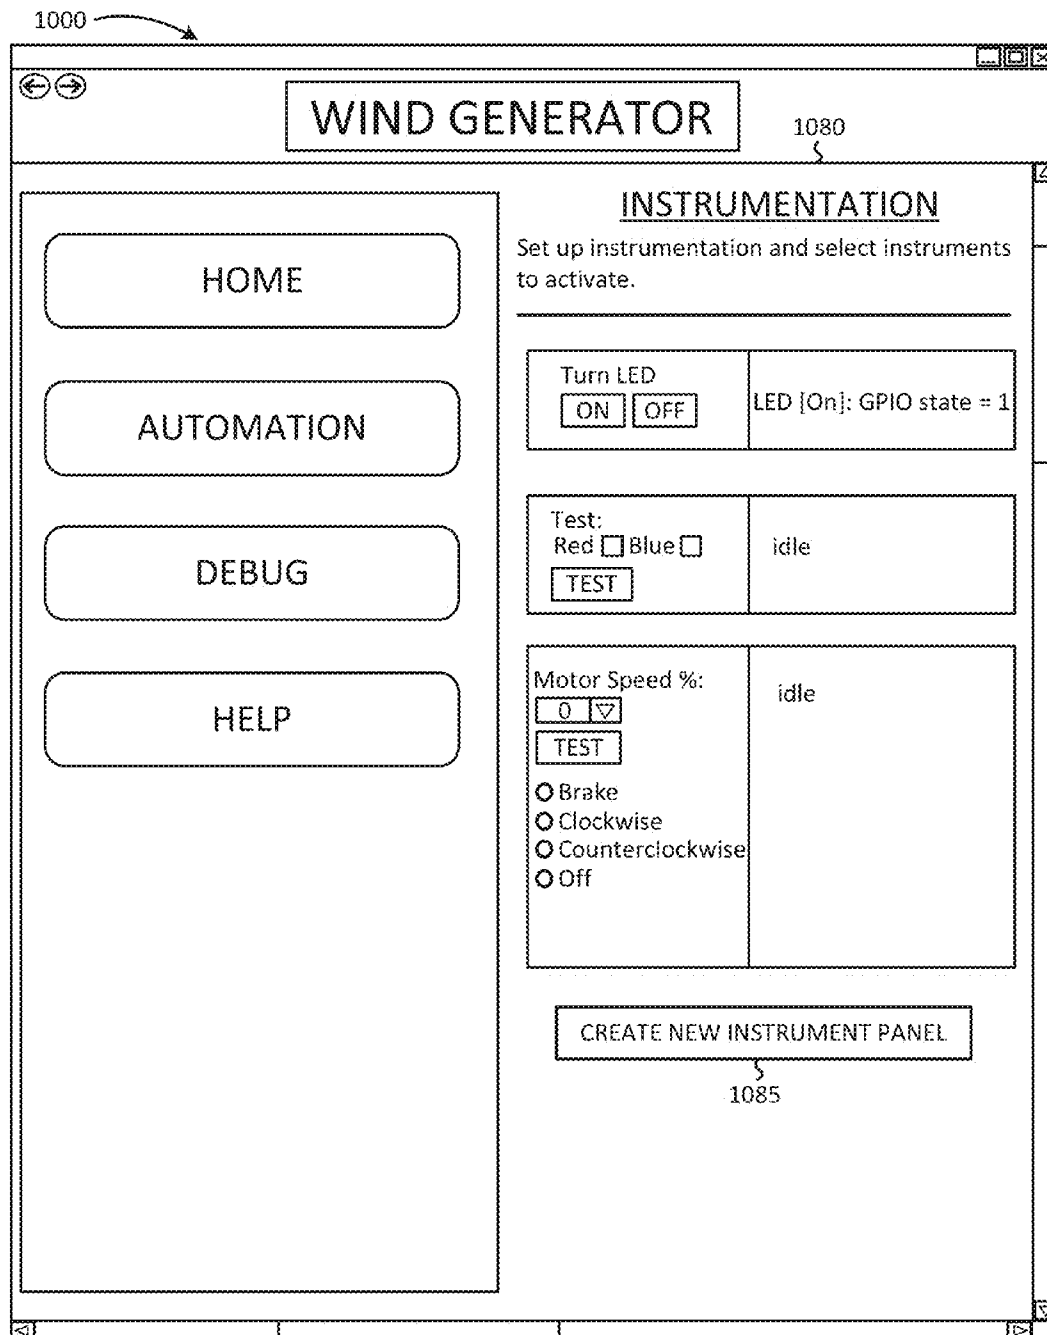 1000
WIND GENERATOR
1080
HOME
AUTOMATION
DEBUG
HELP
INSTRUMENTATION
Set up instrumentation and select instruments
to activate.
Turn LED
ON OFF
LED [On]: GPIO state = 1
Test:
Red Blue
TEST
idle
Motor Speed %:
0
TEST
Brake
Clockwise
Counterclockwise
Off
idle
CREATE NEW INSTRUMENT PANEL
1085